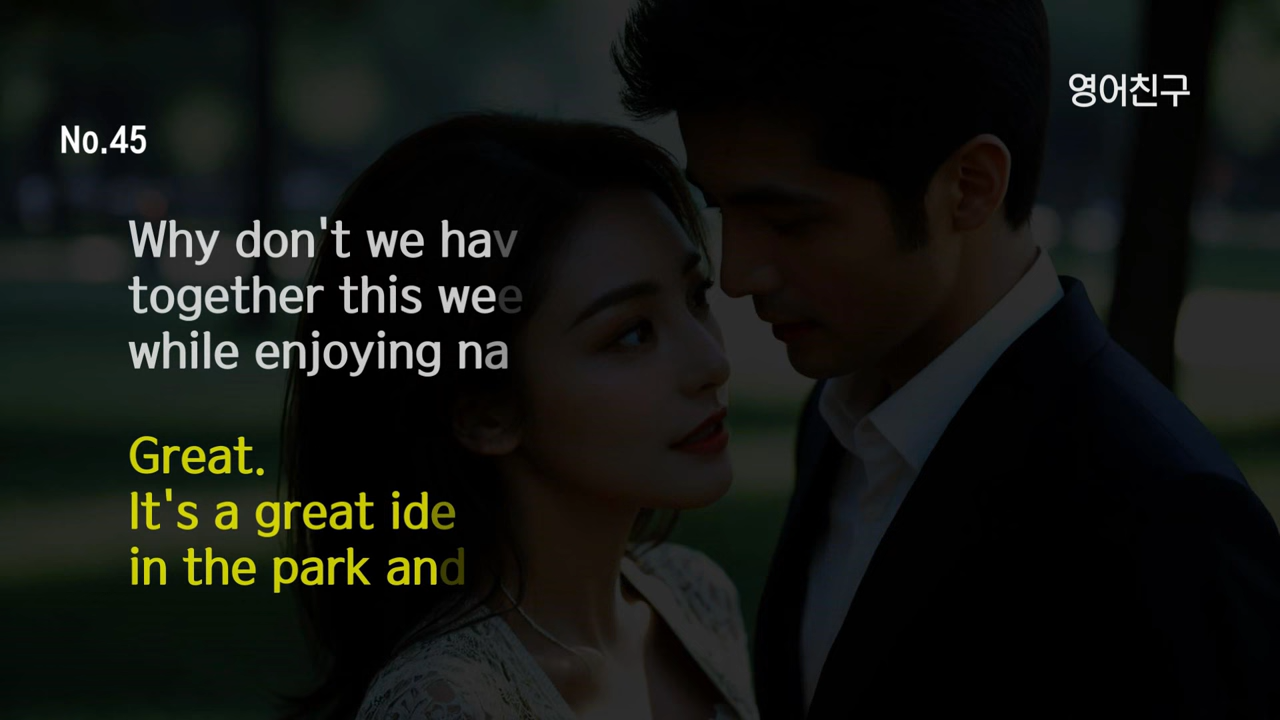 영어친구
No.45
Why don't we hav
together this wee
while enjoying na
Great.
It's a great ide
in the park and